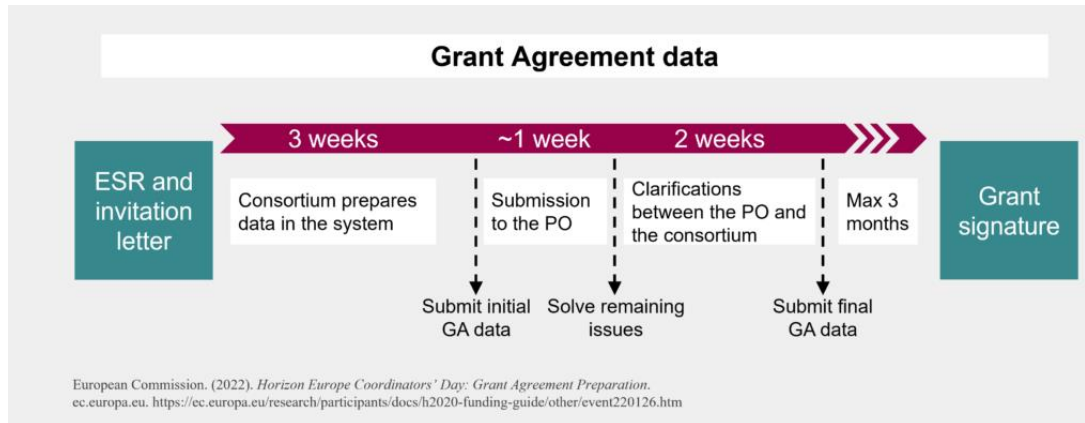 Grant Agreement data
3 weeks
~1 week
2 weeks
ESR and
invitation
letter
Consortium prepares
data in the system
Submission
to the PO
Clarifications
between the PO and
the consortium
Max 3
months
Grant
signature
Submit initial
GA data
Solve remaining
issues
Submit final
GA data
European Commission. (2022). Horizon Europe Coordinators' Day: Grant Agreement Preparation.
ec.europa.eu. https://ec.europa.eu/research/participants/docs/h2020-funding-guide/other/event220126.htm